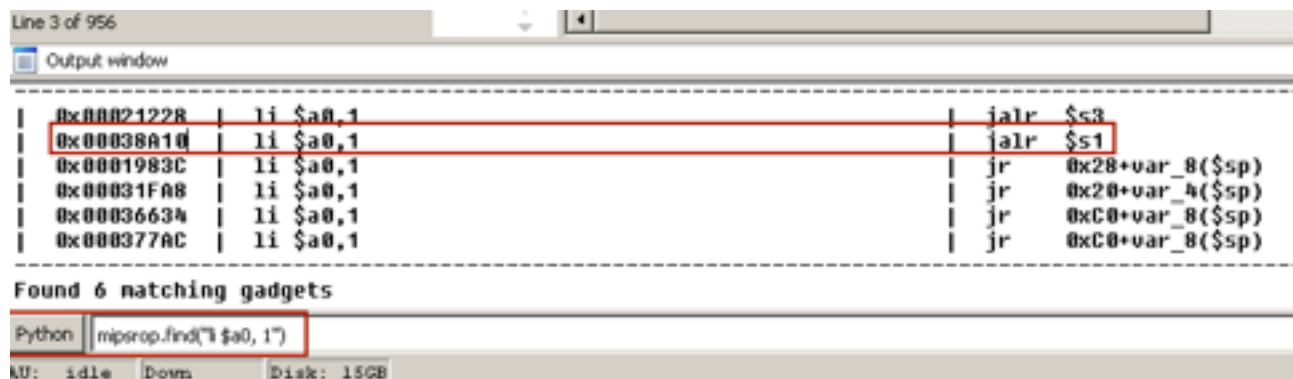 Line 3 of 956
Output window
--------------------------------------------------------------------------------
| 0x00021228 | li $a0,1 | jalr $s3
| 0x00038A10 | li $a0,1 | jalr $s1
| 0x0001983C | li $a0,1 | jr 0x28+var_8($sp)
| 0x00031FA8 | li $a0,1 | jr 0x20+var_4($sp)
| 0x00036634 | li $a0,1 | jr 0xC0+var_8($sp)
| 0x000377AC | li $a0,1 | jr 0xC0+var_8($sp)
--------------------------------------------------------------------------------
Found 6 matching gadgets
Python mipsrop.find("li $a0, 1")
AU: idle Down Disk: 15GB